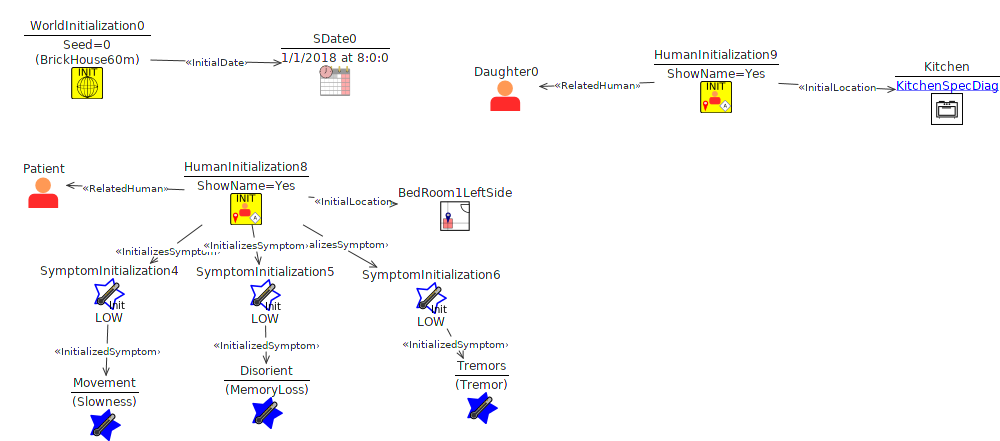 WorldInitialization0
Seed=0
(BrickHouse60m)
INIT
«InitialDate»
SDate0
1/1/2018 at 8:0:0
Daughter0
«RelatedHuman»
HumanInitialization9
ShowName=Yes
INIT
A
«InitialLocation»
Kitchen
KitchenSpecDiag
Patient
«RelatedHuman»
HumanInitialization8
ShowName=Yes
INIT
A
«InitialLocation»
BedRoom1LeftSide
«InitializesSymptom»
«InitializesSymptom»
alizesSymptom»
SymptomInitialization4
Init
LOW
SymptomInitialization5
Init
LOW
SymptomInitialization6
Init
LOW
«InitializedSymptom»
«InitializedSymptom»
«InitializedSymptom»
Movement
(Slowness)
Disorient
(MemoryLoss)
Tremors
(Tremor)